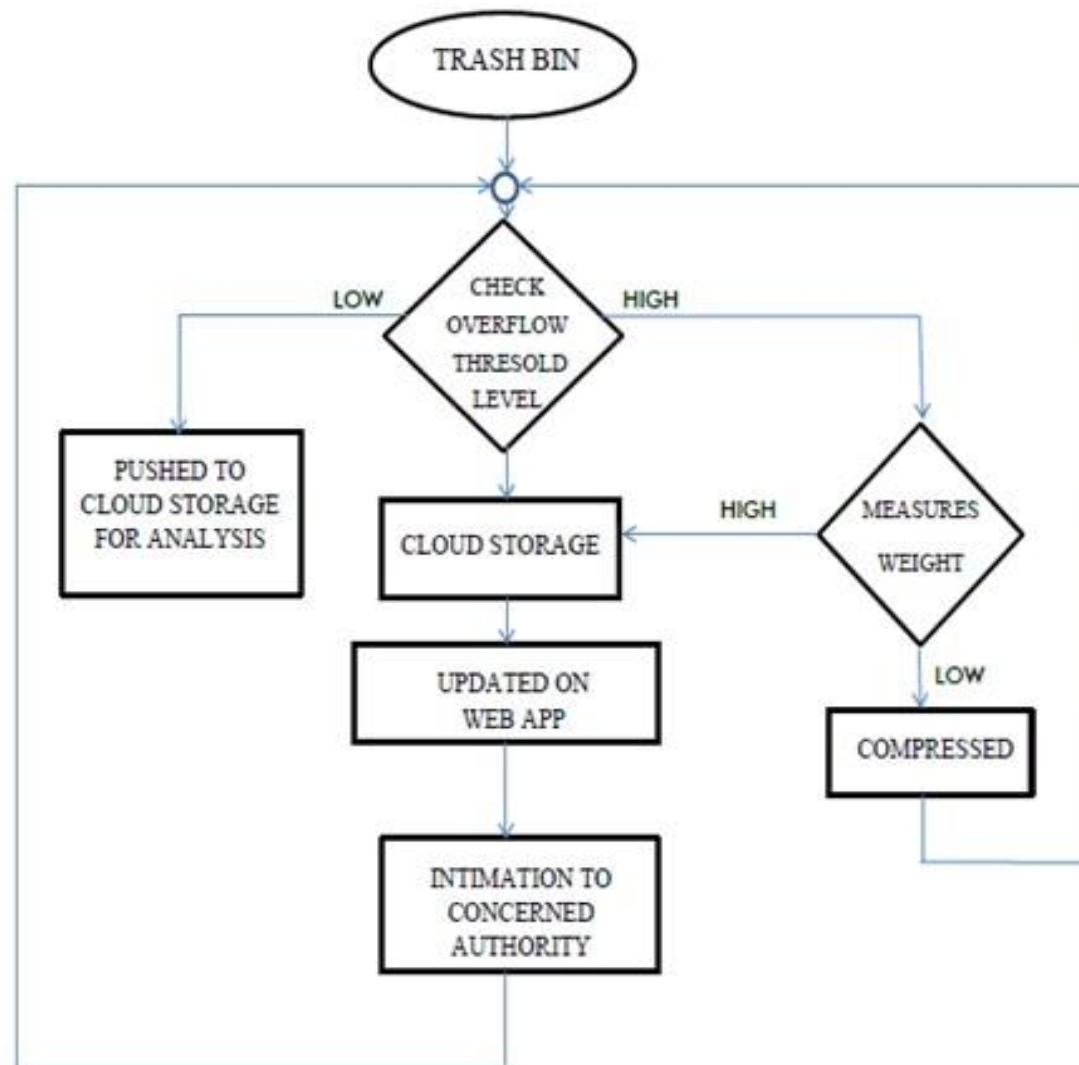 TRASH BIN
LOW
HIGH
CHECK
OVERFLOW
THRESOLD
LEVEL
PUSHED TO
CLOUD STORAGE
FOR ANALYSIS
CLOUD STORAGE
HIGH
MEASURES
WEIGHT
LOW
UPDATED ON
WEB APP
COMPRESSED
INTIMATION TO
CONCERNED
AUTHORITY